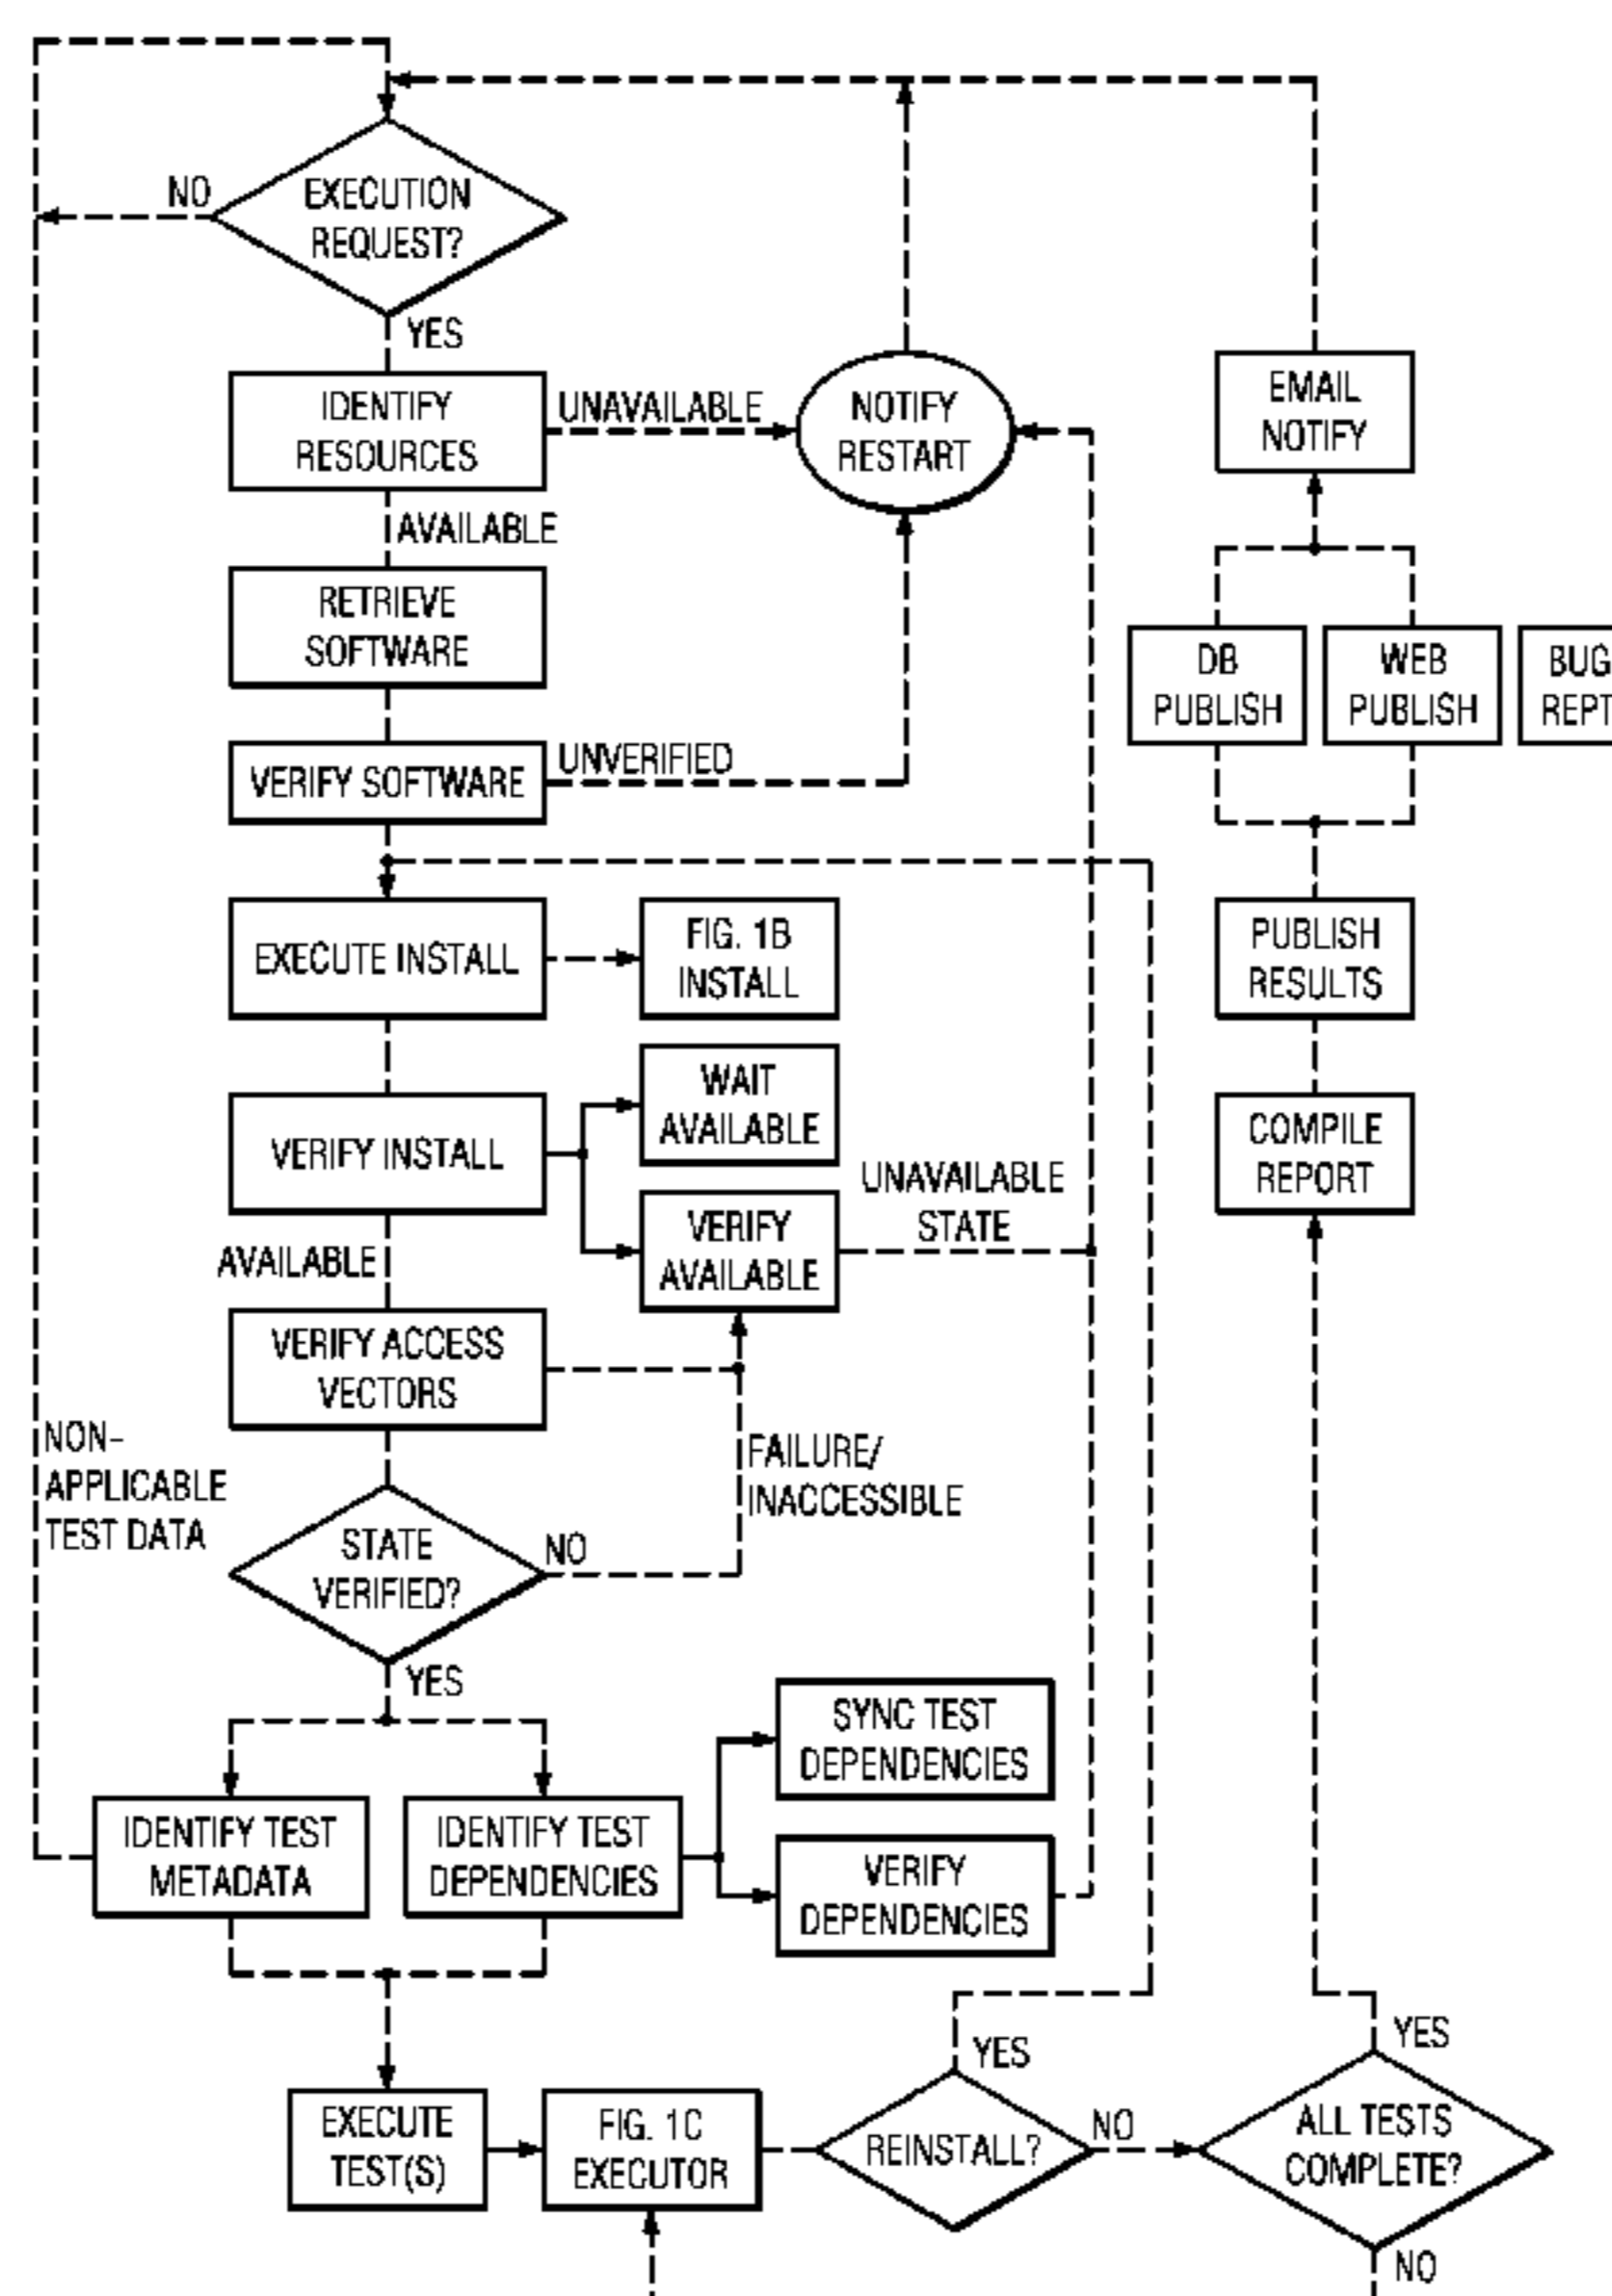 NO
EXECUTION
REQUEST?
YES
IDENTIFY
RESOURCES
UNAVAILABLE
NOTIFY
RESTART
EMAIL
NOTIFY
AVAILABLE
RETRIEVE
SOFTWARE
DB
PUBLISH
WEB
PUBLISH
BUG
REPT
VERIFY SOFTWARE
UNVERIFIED
EXECUTE INSTALL
FIG. 1B
INSTALL
PUBLISH
RESULTS
WAIT
AVAILABLE
VERIFY INSTALL
COMPILE
REPORT
VERIFY
AVAILABLE
UNAVAILABLE
STATE
AVAILABLE
VERIFY ACCESS
VECTORS
NON-
APPLICABLE
TEST DATA
FAILURE/
INACCESSIBLE
STATE
VERIFIED?
NO
YES
SYNC TEST
DEPENDENCIES
IDENTIFY TEST
METADATA
IDENTIFY TEST
DEPENDENCIES
VERIFY
DEPENDENCIES
YES
YES
EXECUTE
TEST(S)
FIG. 1C
EXECUTOR
REINSTALL?
NO
ALL TESTS
COMPLETE?
NO